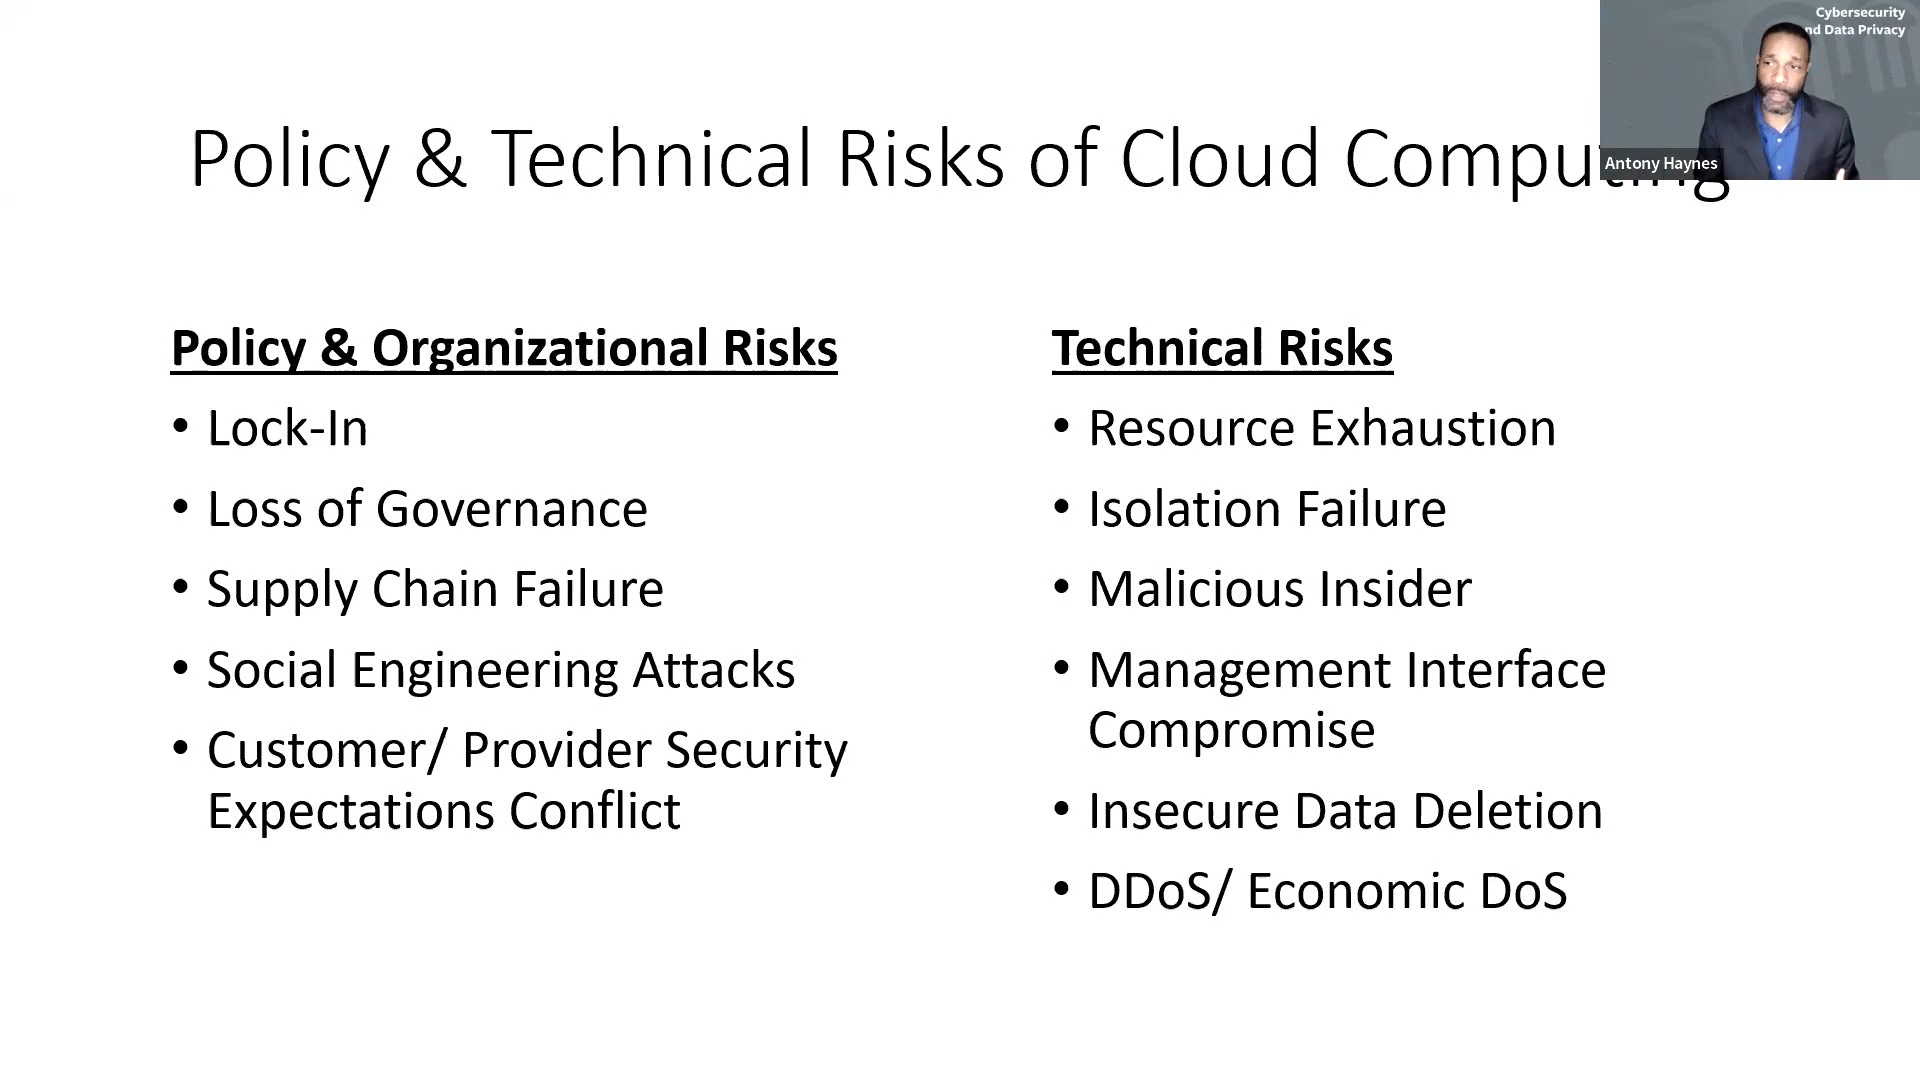 Cybersecurity
nd Data Privacy
Antony Haynes
Policy & Technical Risks of Cloud Computing
Policy & Organizational Risks
• Lock-In
• Loss of Governance
• Supply Chain Failure
• Social Engineering Attacks
• Customer/ Provider Security
Expectations Conflict
Technical Risks
• Resource Exhaustion
• Isolation Failure
• Malicious Insider
• Management Interface
Compromise
• Insecure Data Deletion
• DDoS/ Economic DoS